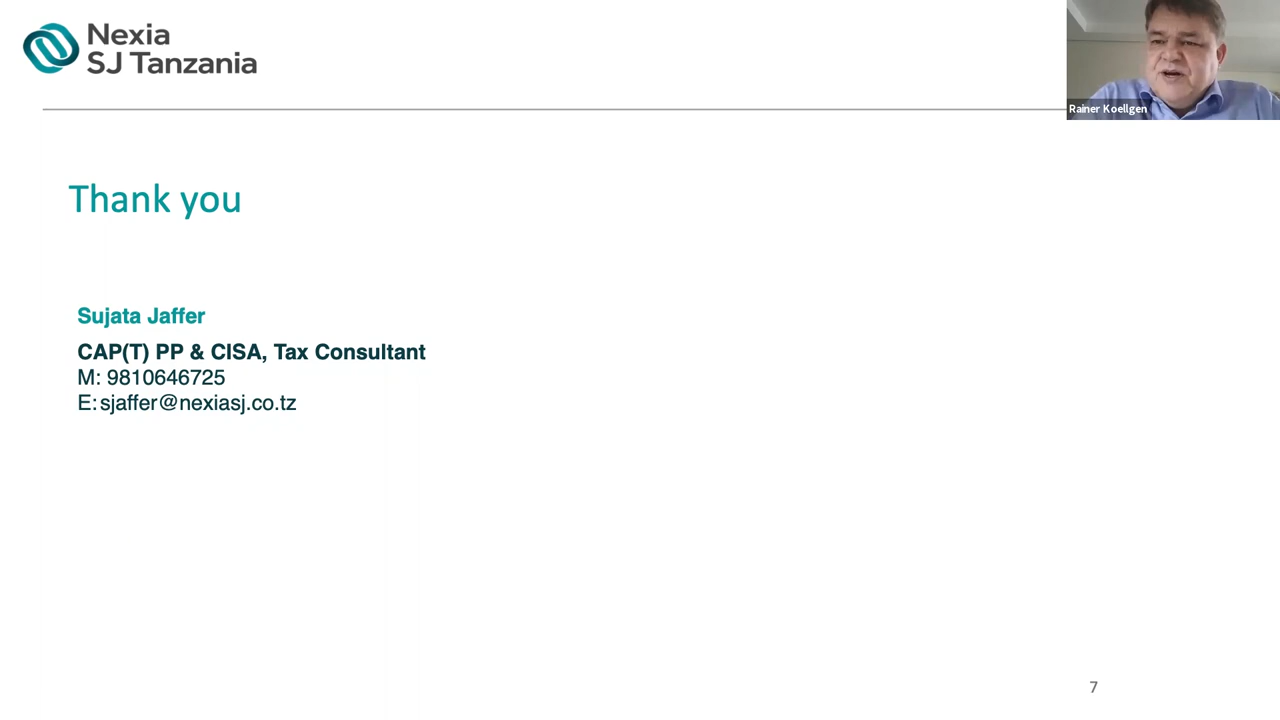 Nexia
SJ Tanzania
Rainer Koellgen
Thank you
Sujata Jaffer
CAP(T) PP & CISA, Tax Consultant
M: 9810646725
E: sjaffer@nexiasj.co.tz
7